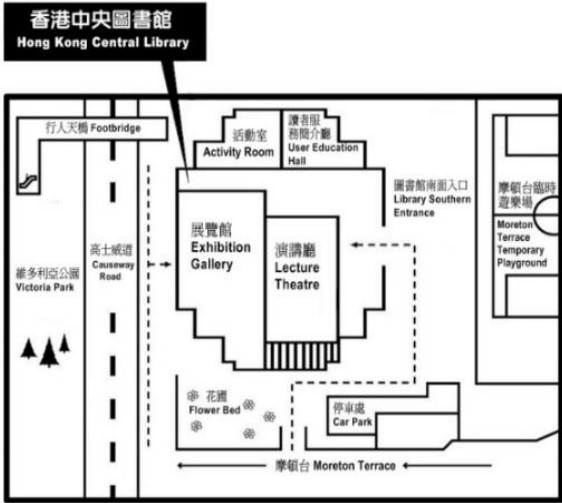 香港中央圖書館
Hong Kong Central Library
行人天橋 Footbridge
活動室
Activity Room
讀者服
務簡介廳
User Education
Hall
圖書館南面入口
Library Southern
Entrance
摩頓台臨時
遊樂場
Moreton
Terrace
Temporary
Playground
展覽館
Exhibition
Gallery
演講廳
Lecture
Theatre
高士威道
Causeway
Road
維多利亞公園
Victoria Park
花圃
Flower Bed
停車處
Car Park
摩頓台 Moreton Terrace